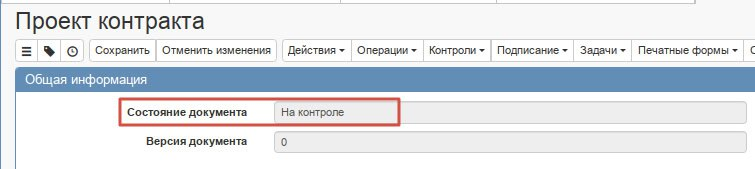 Проект контракта
Сохранить Отменить изменения Действия Операции Контроли Подписание Задачи Печатные формы
Общая информация
Состояние документа На контроле
Версия документа 0